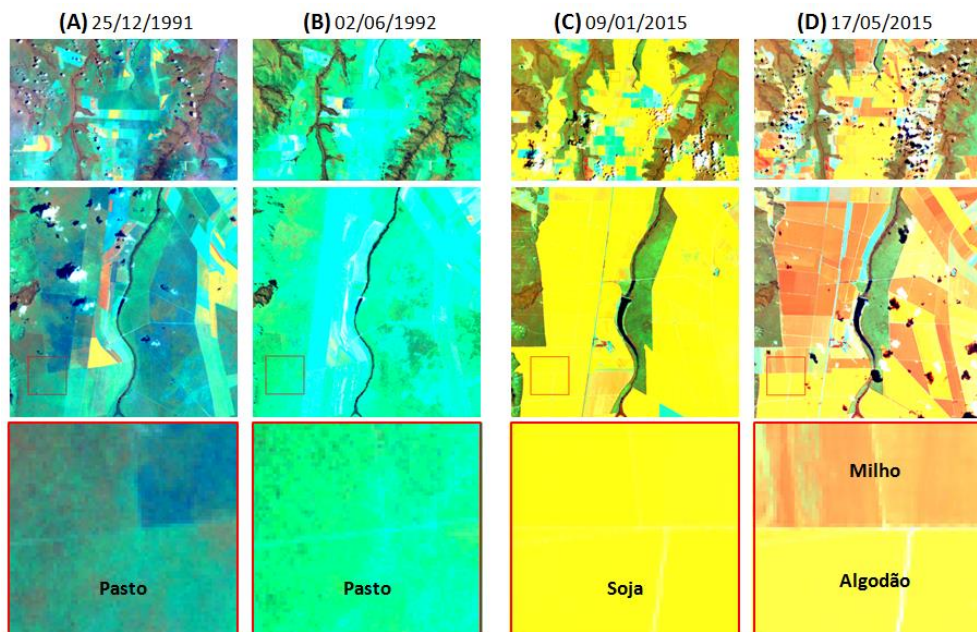 (A) 25/12/1991
(B) 02/06/1992
(C) 09/01/2015
(D) 17/05/2015
Pasto
Pasto
Soja
Milho
Algodão